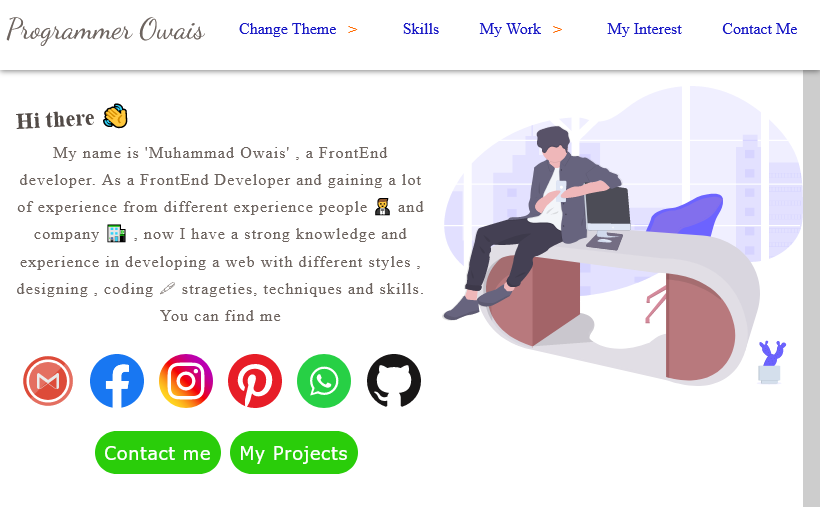 Programmer Owais
Change Theme >
Skills
My Work >
My Interest
Contact Me
Hi there 👋
My name is 'Muhammad Owais' , a FrontEnd
developer. As a FrontEnd Developer and gaining a lot
of experience from different experience people 👨‍💼 and
company 🏢 , now I have a strong knowledge and
experience in developing a web with different styles ,
designing , coding 🖋 strageties, techniques and skills.
You can find me
Contact me
My Projects